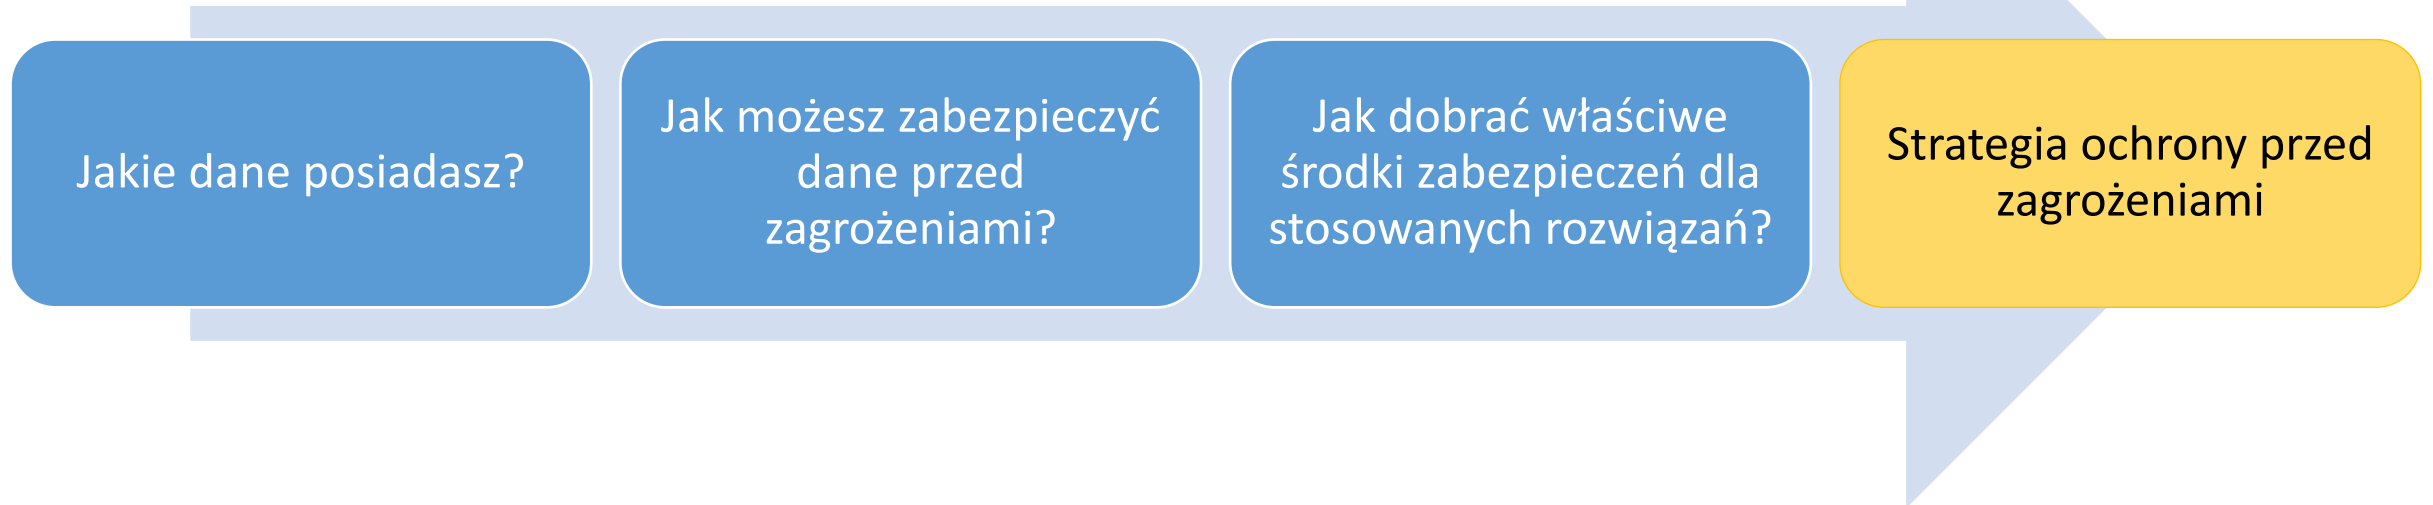 Jakie dane posiadasz?
Jak możesz zabezpieczyć
dane przed
zagrożeniami?
Jak dobrać właściwe
środki zabezpieczeń dla
stosowanych rozwiązań?
Strategia ochrony przed
zagrożeniami